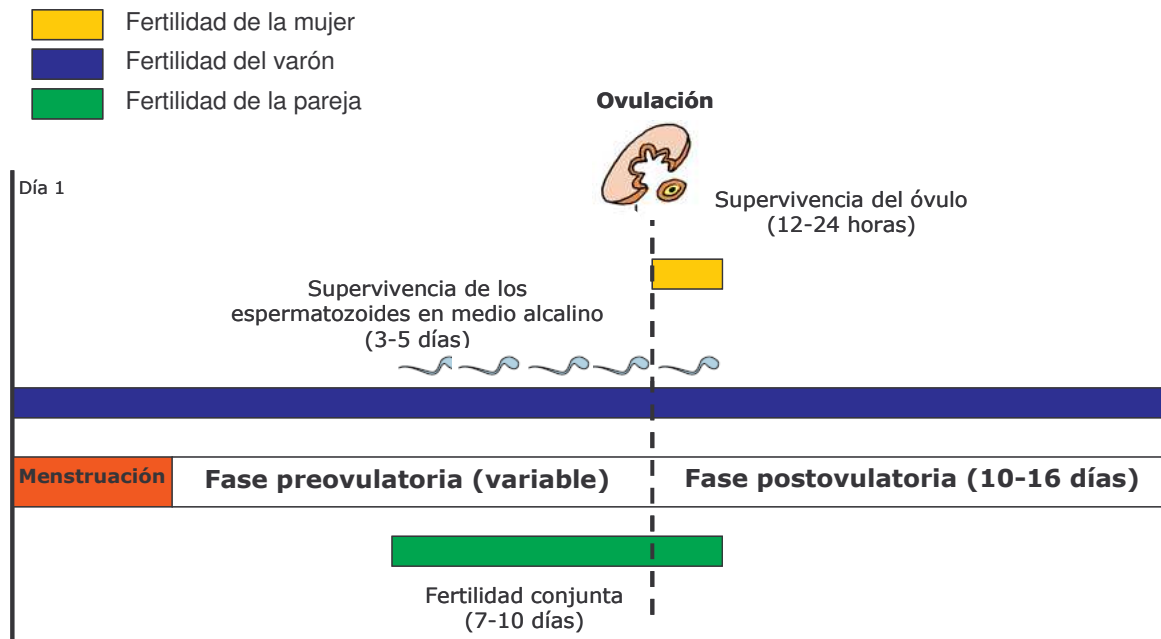 Fertilidad de la mujer
Fertilidad del varón
Fertilidad de la pareja
Ovulación
Día 1
Supervivencia del óvulo
(12-24 horas)
Supervivencia de los
espermatozoides en medio alcalino
(3-5 días)
Menstruación
Fase preovulatoria (variable)
Fase postovulatoria (10-16 días)
Fertilidad conjunta
(7-10 días)